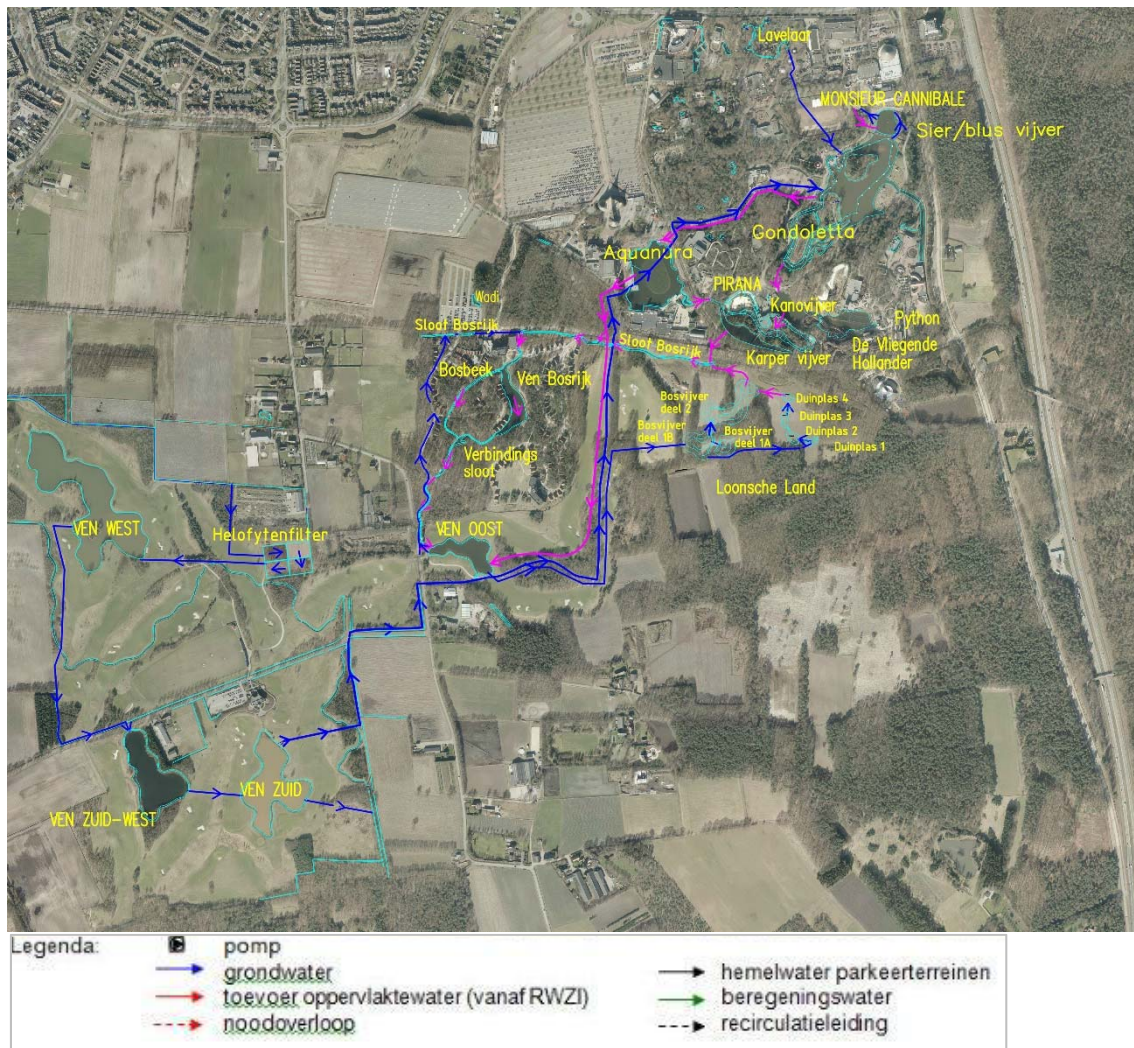 Lavelaar
MONSIEUR CANNIBALE
Sier/blus vijver
Gondoletta
Aquanura
PIRANA
Wadi
Kanovijver
Sloot Bosrijk
Python
Sloot Bosrijk
Karper vijver
De Vliegende
Hollander
Bosbeek
Ven Bosrijk
Bosvijver
deel 2
Duinplas 4
Duinplas 3
Bosvijver
deel 1B
Bosvijver
deel 1A
Duinplas 2
Duinplas 1
Verbindings
sloot
Loonsche Land
VEN WEST
Helofytenfilter
VEN OOST
VEN ZUID
VEN ZUID-WEST
Legenda:
pomp
grondwater
toevoer oppervlaktewater (vanaf RWZI)
noodoverloop
hemelwater parkeerterreinen
beregeningswater
recirculatieleiding